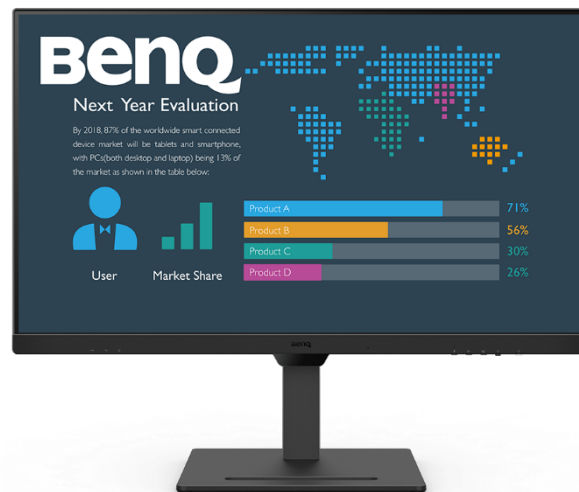 BenQ
Next Year Evaluation
By 2018, 87% of the worldwide smart connected
device market will be tablets and smartphone,
with PCs(both desktop and laptop) being 13% of
the market as shown in the table below:
Product A 71%
Product B 56%
Product C 30%
Product D 26%
User Market Share
BenQ